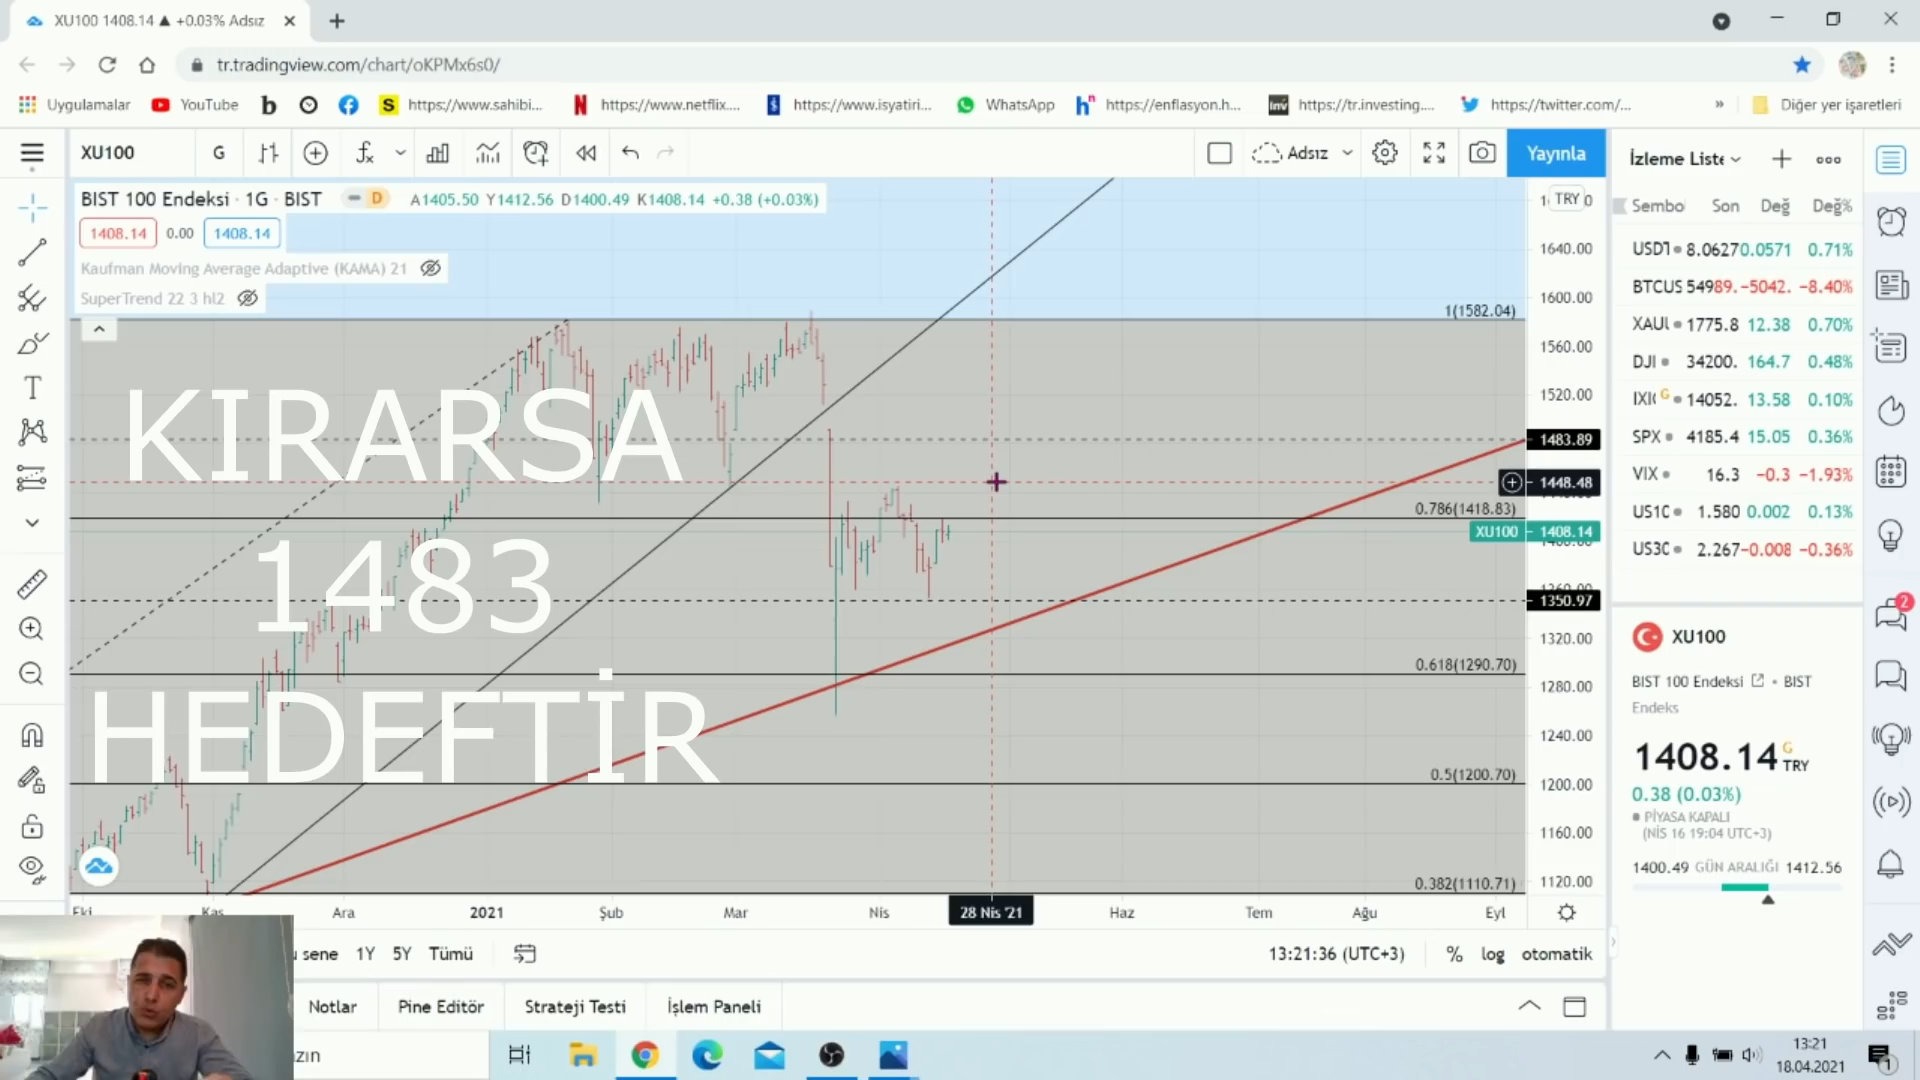 XU100 1408.14 ▲ +0.03% Adsız
tr.tradingview.com/chart/oKPMx6s0/
Uygulamalar YouTube https://www.sahibi... https://www.netflix.... https://www.isyatiri... WhatsApp https://enflasyon.h... https://tr.investing.... https://twitter.com/... » Diğer yer işaretleri
XU100 G Adsız Yayınla
BIST 100 Endeksi · 1G · BIST D A1405.50 Y1412.56 D1400.49 K1408.14 +0.38 (+0.03%)
1408.14 0.00 1408.14
Kaufman Moving Average Adaptive (KAMA) 21
SuperTrend 22 3 hl2
KIRARSA
1483
HEDEFTİR
TRY
1640.00
1600.00
1(1582.04)
1560.00
1520.00
1483.89
1448.48
0.786(1418.83)
XU100 1408.14
1350.97
1320.00
0.618(1290.70)
1280.00
1240.00
0.5(1200.70)
1200.00
1160.00
0.382(1110.71)
1120.00
Eki Kas Ara 2021 Şub Mar Nis 28 Nis '21 Haz Tem Ağu Eyl
sene 1Y 5Y Tümü 13:21:36 (UTC+3) % log otomatik
Notlar Pine Editör Strateji Testi İşlem Paneli
İzleme Liste
Sembo Son Değ Değ%
USDT 8.0627 0.0571 0.71%
BTCUS 54989. −5042. −8.40%
XAUU 1775.8 12.38 0.70%
DJI 34200. 164.7 0.48%
IXIC G 14052. 13.58 0.10%
SPX 4185.4 15.05 0.36%
VIX 16.3 −0.3 −1.93%
US10 1.580 0.002 0.13%
US30 2.267 −0.008 −0.36%
2
XU100
BIST 100 Endeksi • BIST
Endeks
1408.14 G TRY
0.38 (0.03%)
PİYASA KAPALI
(NİS 16 19:04 UTC+3)
1400.49 GÜN ARALIĞI 1412.56
13:21
18.04.2021
1